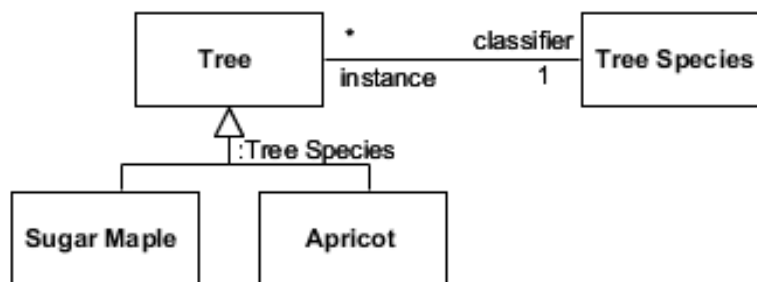 *
classifier
Tree
Tree Species
instance
1
:Tree Species
Sugar Maple
Apricot